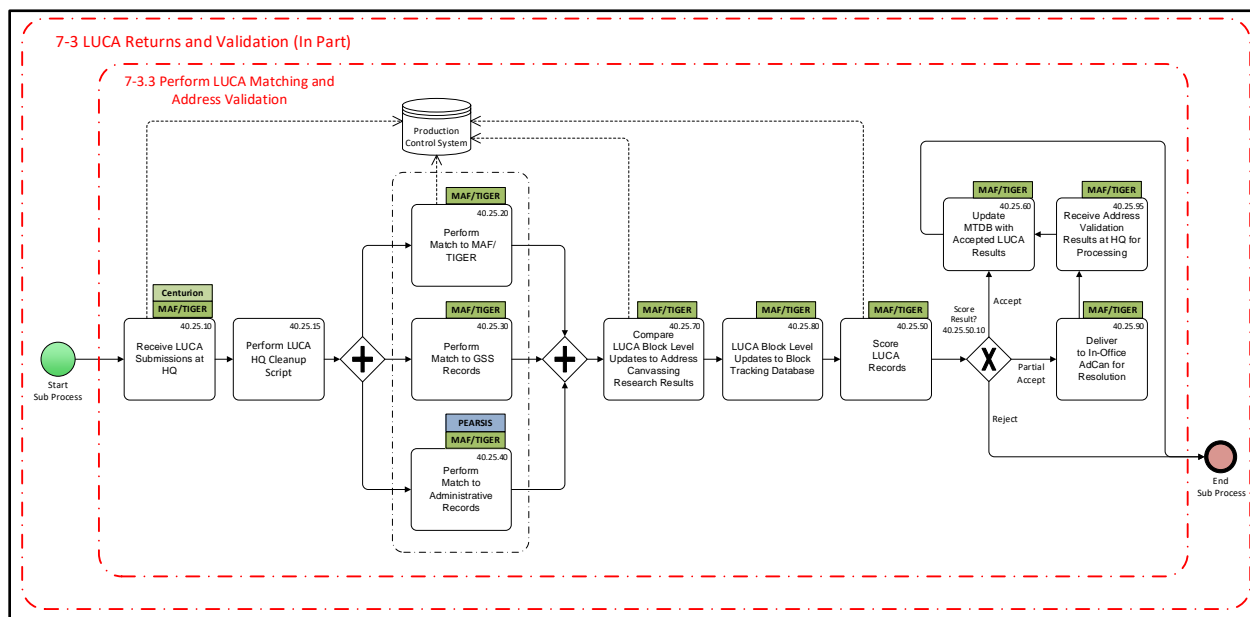 7-3 LUCA Returns and Validation (In Part)
7-3.3 Perform LUCA Matching and
Address Validation
Production
Control System
Start
Sub Process
Centurion
MAF/TIGER
40.25.10
Receive LUCA
Submissions at
HQ
40.25.15
Perform LUCA
HQ Cleanup
Script
MAF/TIGER
40.25.20
Perform
Match to MAF/
TIGER
MAF/TIGER
40.25.30
Perform
Match to GSS
Records
PEARSIS
MAF/TIGER
40.25.40
Perform
Match to
Administrative
Records
MAF/TIGER
40.25.70
Compare
LUCA Block Level
Updates to Address
Canvassing
Research Results
MAF/TIGER
40.25.80
LUCA Block Level
Updates to Block
Tracking Database
MAF/TIGER
40.25.50
Score
LUCA
Records
Score
Result?
40.25.50.10
Accept
Partial
Accept
Reject
MAF/TIGER
40.25.60
Update
MTDB with
Accepted LUCA
Results
MAF/TIGER
40.25.95
Receive Address
Validation
Results at HQ for
Processing
MAF/TIGER
40.25.90
Deliver
to In-Office
AdCan for
Resolution
End
Sub Process